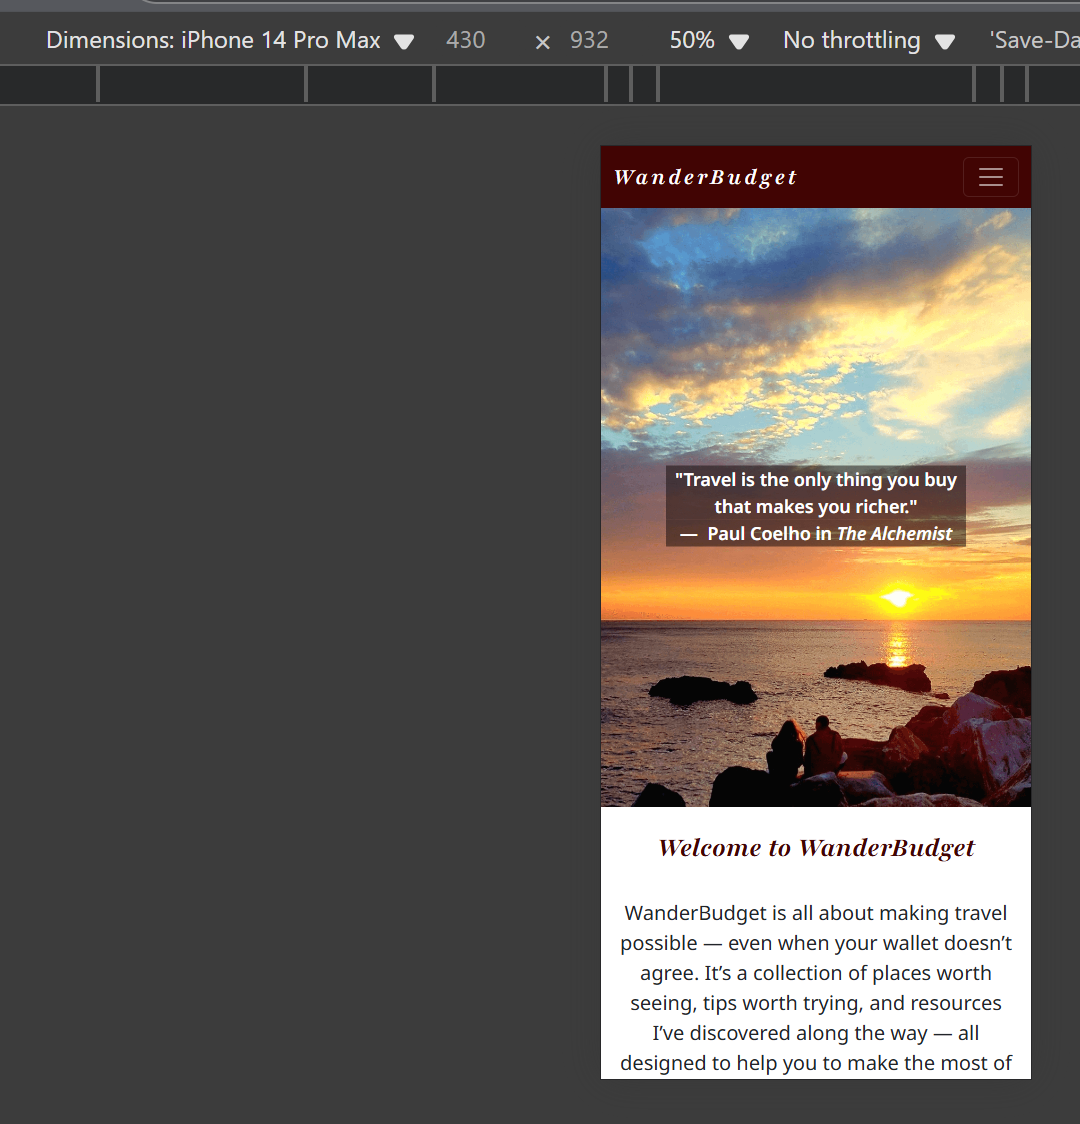 Dimensions: iPhone 14 Pro Max 430 × 932 50% No throttling 'Save-Da
WanderBudget
"Travel is the only thing you buy
that makes you richer."
— Paul Coelho in The Alchemist
Welcome to WanderBudget
WanderBudget is all about making travel
possible — even when your wallet doesn’t
agree. It’s a collection of places worth
seeing, tips worth trying, and resources
I’ve discovered along the way — all
designed to help you to make the most of